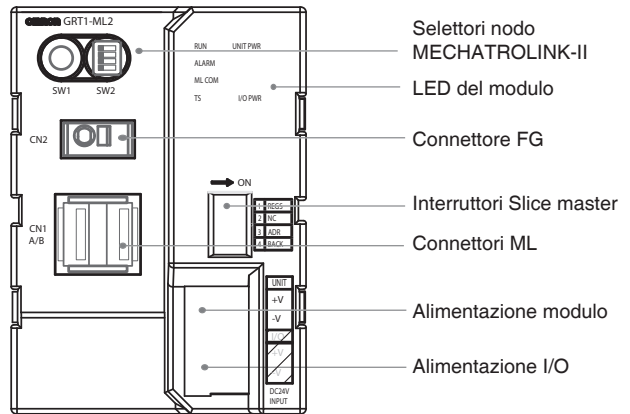 OMRON GRT1-ML2
SW1 SW2
CN2
CN1
A/B
RUN UNIT PWR
ALARM
ML COM
TS I/O PWR
ON
1 REGS
2 NC
3 ADR
4 BACK
UNIT
+V
-V
I/O
+V
-V
DC24V
INPUT
Selettori nodo
MECHATROLINK-II
LED del modulo
Connettore FG
Interruttori Slice master
Connettori ML
Alimentazione modulo
Alimentazione I/O